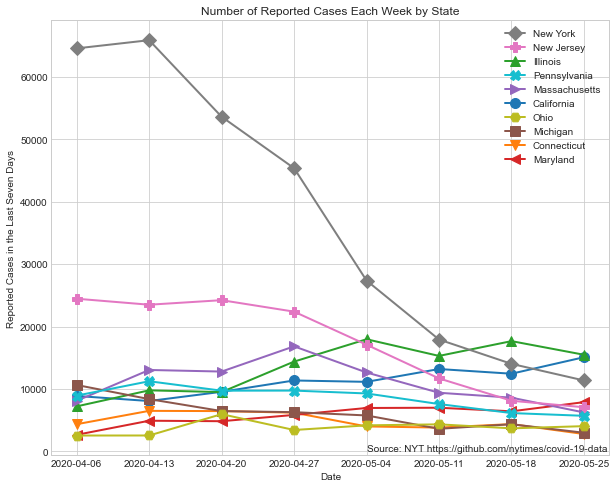 Number of Reported Cases Each Week by State
New York
New Jersey
Illinois
Pennsylvania
Massachusetts
California
Ohio
Michigan
Connecticut
Maryland
Reported Cases in the Last Seven Days
60000
50000
40000
30000
20000
10000
0
Source: NYT https://github.com/nytimes/covid-19-data
2020-04-06 2020-04-13 2020-04-20 2020-04-27 2020-05-04 2020-05-11 2020-05-18 2020-05-25
Date